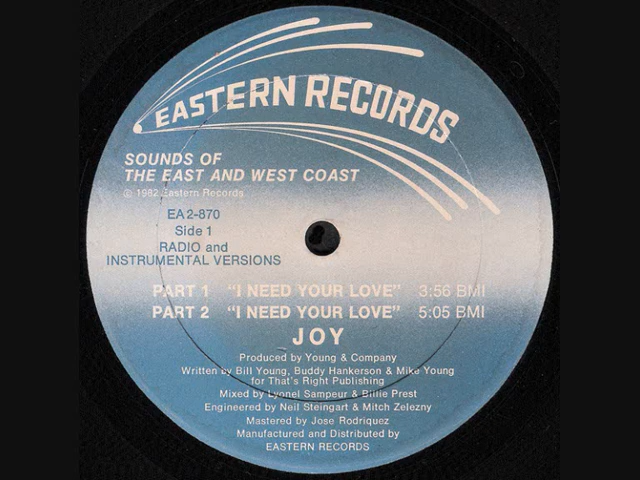 EASTERN RECORDS
SOUNDS OF
THE EAST AND WEST COAST
℗ 1982 Eastern Records
EA2-870
Side 1
RADIO and
INSTRUMENTAL VERSIONS
PART 1 "I NEED YOUR LOVE" 3:56 BMI
PART 2 "I NEED YOUR LOVE" 5:05 BMI
JOY
Produced by Young & Company
Written by Bill Young, Buddy Hankerson & Mike Young
for That's Right Publishing
Mixed by Lyonel Sampeur & Billie Prest
Engineered by Neil Steingart & Mitch Zelezny
Mastered by Jose Rodriquez
Manufactured and Distributed by
EASTERN RECORDS